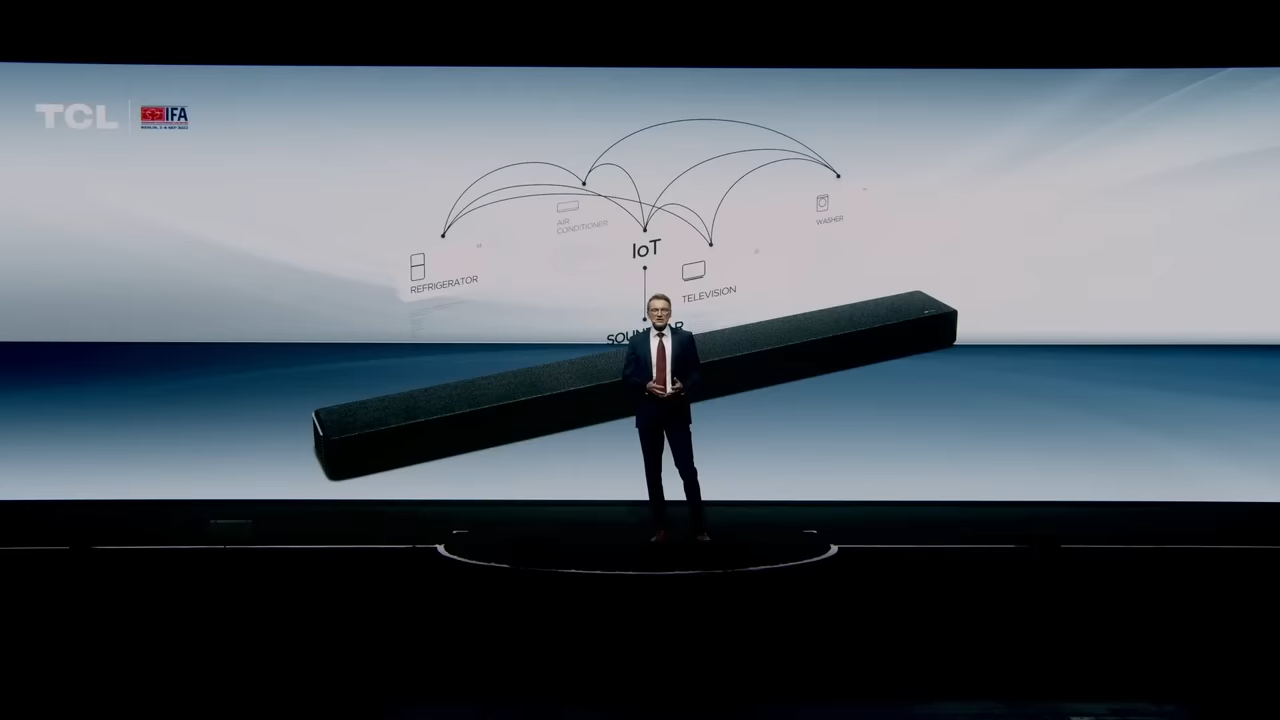 TCL
IFA
AIR
CONDITIONER
WASHER
IoT
REFRIGERATOR
TELEVISION